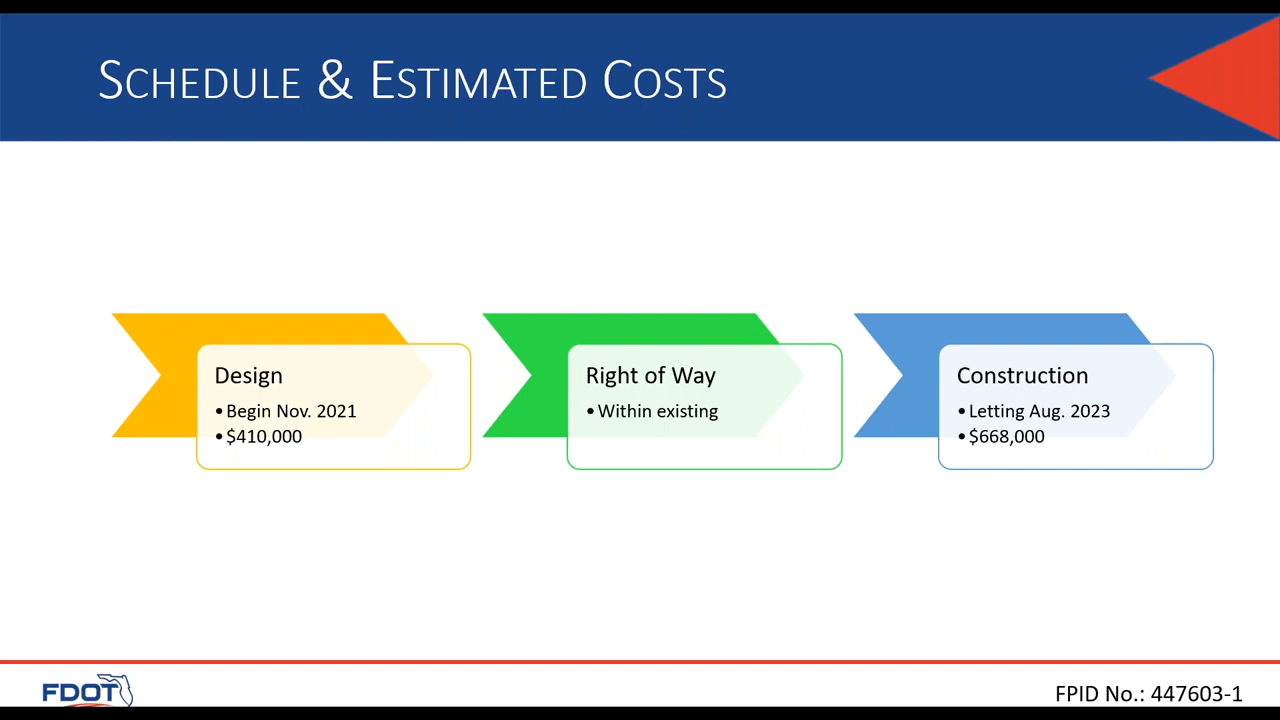 SCHEDULE & ESTIMATED COSTS
Design
•Begin Nov. 2021
•$410,000
Right of Way
•Within existing
Construction
•Letting Aug. 2023
•$668,000
FDOT
FPID No.: 447603-1